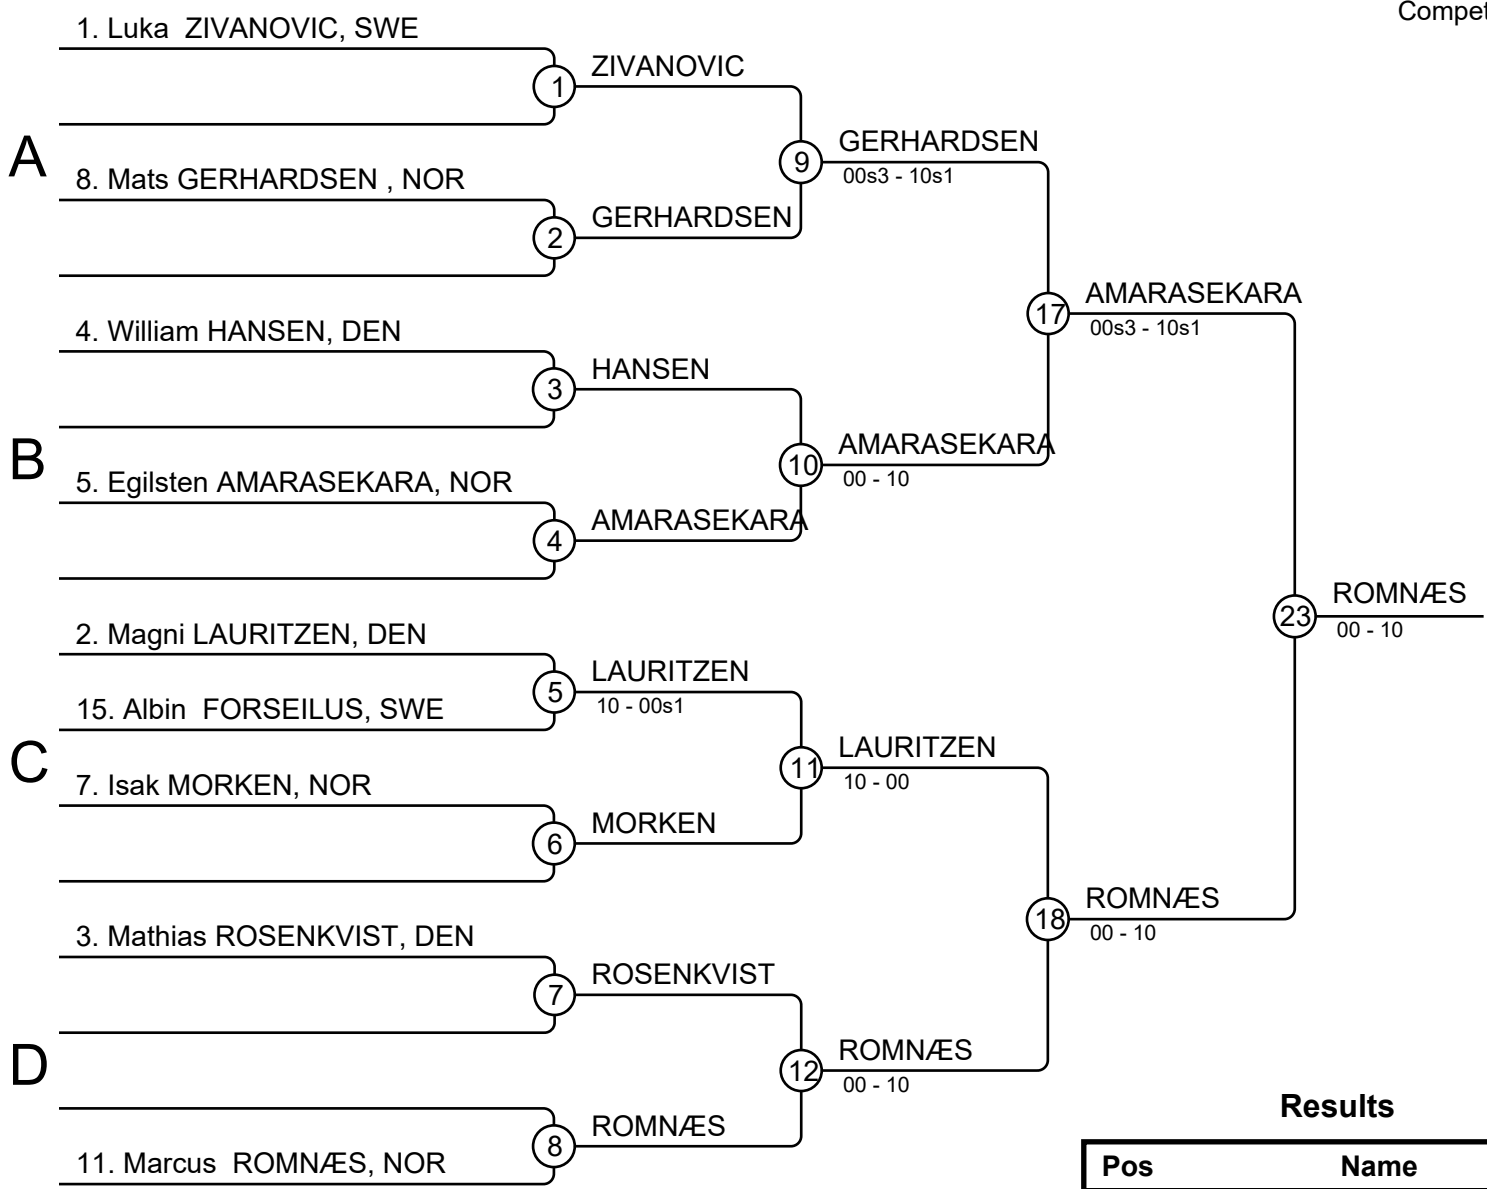 Compet
1. Luka  ZIVANOVIC, SWE
1
ZIVANOVIC
A
9
GERHARDSEN
00s3 - 10s1
8. Mats GERHARDSEN , NOR
2
GERHARDSEN
17
AMARASEKARA
00s3 - 10s1
4. William HANSEN, DEN
3
HANSEN
B
10
AMARASEKARA
00 - 10
5. Egilsten AMARASEKARA, NOR
4
AMARASEKARA
23
ROMNÆS
00 - 10
2. Magni LAURITZEN, DEN
5
LAURITZEN
10 - 00s1
15. Albin  FORSEILUS, SWE
C
11
LAURITZEN
10 - 00
7. Isak MORKEN, NOR
6
MORKEN
18
ROMNÆS
00 - 10
3. Mathias ROSENKVIST, DEN
7
ROSENKVIST
D
12
ROMNÆS
00 - 10
8
ROMNÆS
11. Marcus  ROMNÆS, NOR
Results
Pos Name